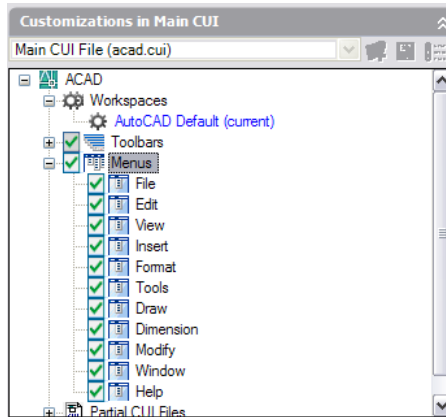 Customizations in Main CUI
Main CUI File (acad.cui)
ACAD
Workspaces
AutoCAD Default (current)
Toolbars
Menus
File
Edit
View
Insert
Format
Tools
Draw
Dimension
Modify
Window
Help
Partial CUI Files